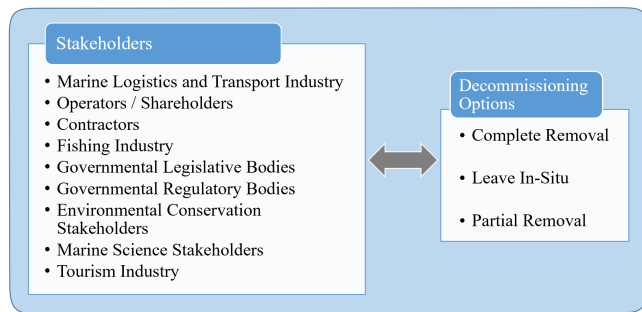 Stakeholders
• Marine Logistics and Transport Industry
• Operators / Shareholders
• Contractors
• Fishing Industry
• Governmental Legislative Bodies
• Governmental Regulatory Bodies
• Environmental Conservation
Stakeholders
• Marine Science Stakeholders
• Tourism Industry
Decommissioning
Options
• Complete Removal
• Leave In-Situ
• Partial Removal